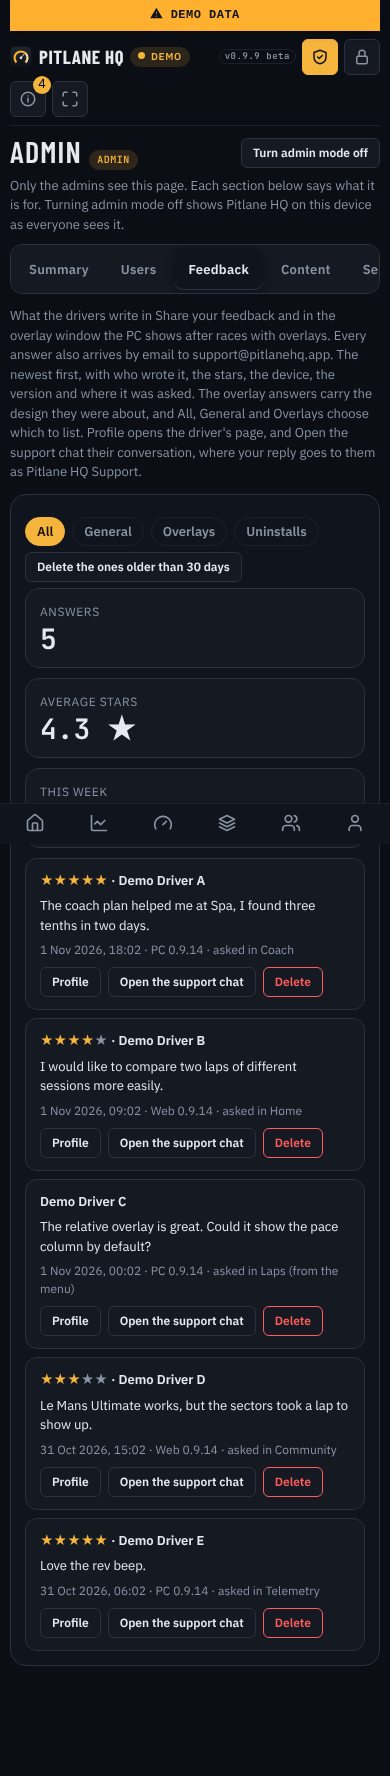 ⚠ DEMO DATA
PITLANE HQ
DEMO
v0.9.9 beta
4
ADMIN
ADMIN
Turn admin mode off
Only the admins see this page. Each section below says what it
is for. Turning admin mode off shows Pitlane HQ on this device
as everyone sees it.
Summary
Users
Feedback
Content
Se
What the drivers write in Share your feedback and in the
overlay window the PC shows after races with overlays. Every
answer also arrives by email to support@pitlanehq.app. The
newest first, with who wrote it, the stars, the device, the
version and where it was asked. The overlay answers carry the
design they were about, and All, General and Overlays choose
which to list. Profile opens the driver's page, and Open the
support chat their conversation, where your reply goes to them
as Pitlane HQ Support.
All
General
Overlays
Uninstalls
Delete the ones older than 30 days
ANSWERS
5
AVERAGE STARS
4.3 ★
THIS WEEK
★★★★★ · Demo Driver A
The coach plan helped me at Spa, I found three
tenths in two days.
1 Nov 2026, 18:02 · PC 0.9.14 · asked in Coach
Profile
Open the support chat
Delete
★★★★★ · Demo Driver B
I would like to compare two laps of different
sessions more easily.
1 Nov 2026, 09:02 · Web 0.9.14 · asked in Home
Profile
Open the support chat
Delete
Demo Driver C
The relative overlay is great. Could it show the pace
column by default?
1 Nov 2026, 00:02 · PC 0.9.14 · asked in Laps (from the
menu)
Profile
Open the support chat
Delete
★★★★★ · Demo Driver D
Le Mans Ultimate works, but the sectors took a lap to
show up.
31 Oct 2026, 15:02 · Web 0.9.14 · asked in Community
Profile
Open the support chat
Delete
★★★★★ · Demo Driver E
Love the rev beep.
31 Oct 2026, 06:02 · PC 0.9.14 · asked in Telemetry
Profile
Open the support chat
Delete